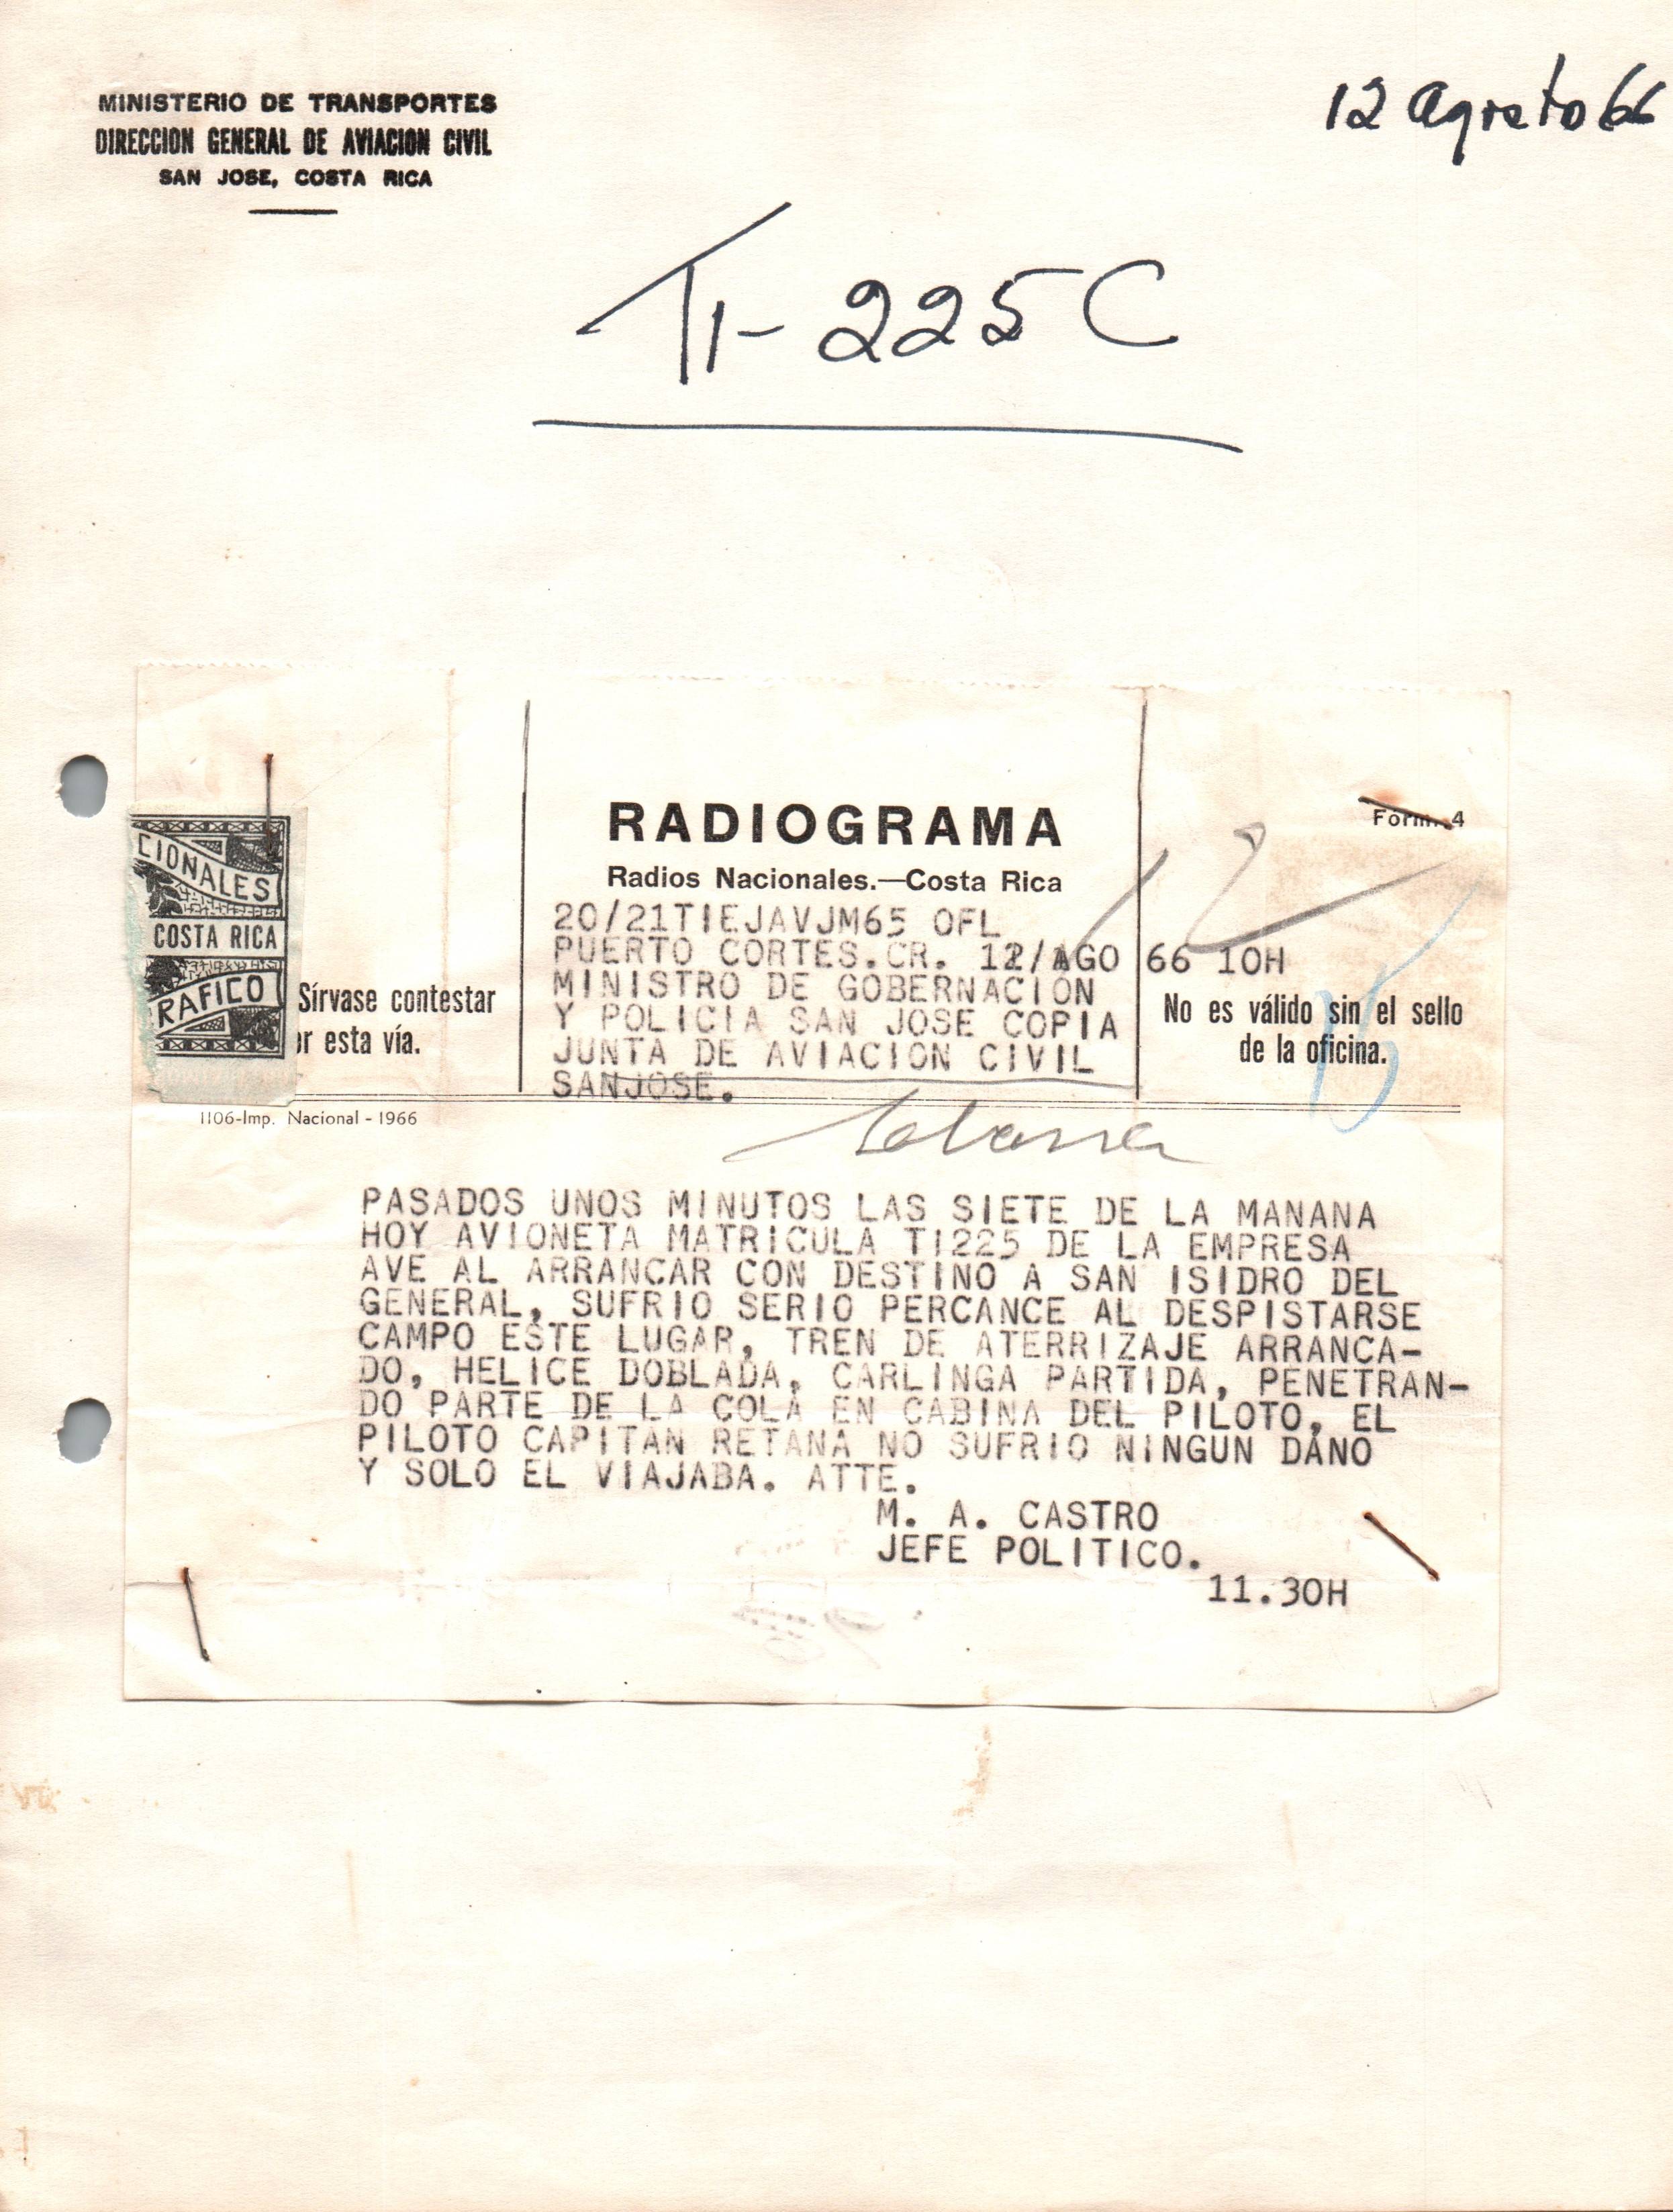 MINISTERIO DE TRANSPORTES
DIRECCION GENERAL DE AVIACION CIVIL
SAN JOSE, COSTA RICA
12 Agosto 66
TI-225C
RADIOGRAMA
Form. 4
Radios Nacionales.—Costa Rica
12
CIONALES
COSTA RICA
RAFICO
Sírvase contestar
or esta vía.
20/21TIEJAVJM65 OFL
PUERTO CORTES.CR. 12/AGO 66 10H
MINISTRO DE GOBERNACION
Y POLICIA SAN JOSE COPIA
JUNTA DE AVIACION CIVIL
SANJOSE.
No es válido sin el sello
de la oficina.
1106-Imp. Nacional - 1966
PASADOS UNOS MINUTOS LAS SIETE DE LA MANANA
HOY AVIONETA MATRICULA TI225 DE LA EMPRESA
AVE AL ARRANCAR CON DESTINO A SAN ISIDRO DEL
GENERAL, SUFRIO SERIO PERCANCE AL DESPISTARSE
CAMPO ESTE LUGAR, TREN DE ATERRIZAJE ARRANCA-
DO, HELICE DOBLADA, CARLINGA PARTIDA, PENETRAN-
DO PARTE DE LA COLA EN CABINA DEL PILOTO, EL
PILOTO CAPITAN RETANA NO SUFRIO NINGUN DANO
Y SOLO EL VIAJABA. ATTE.
M. A. CASTRO
JEFE POLITICO.
11.30H